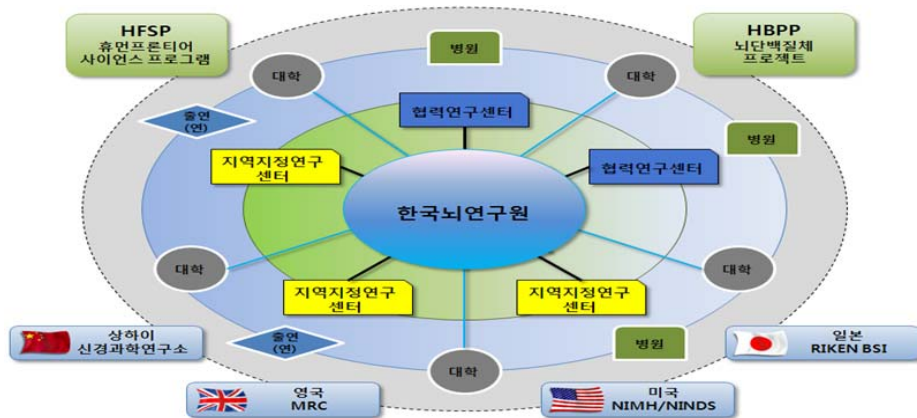 HFSP
휴먼프론티어
사이언스 프로그램
HBPP
뇌단백질체
프로젝트
병원
대학
대학
출연
(연)
협력연구센터
병원
지역지정연구
센터
협력연구센터
한국뇌연구원
대학
대학
지역지정연구
센터
지역지정연구
센터
출연
(연)
병원
대학
상하이
신경과학연구소
일본
RIKEN BSI
영국
MRC
미국
NIMH/NINDS